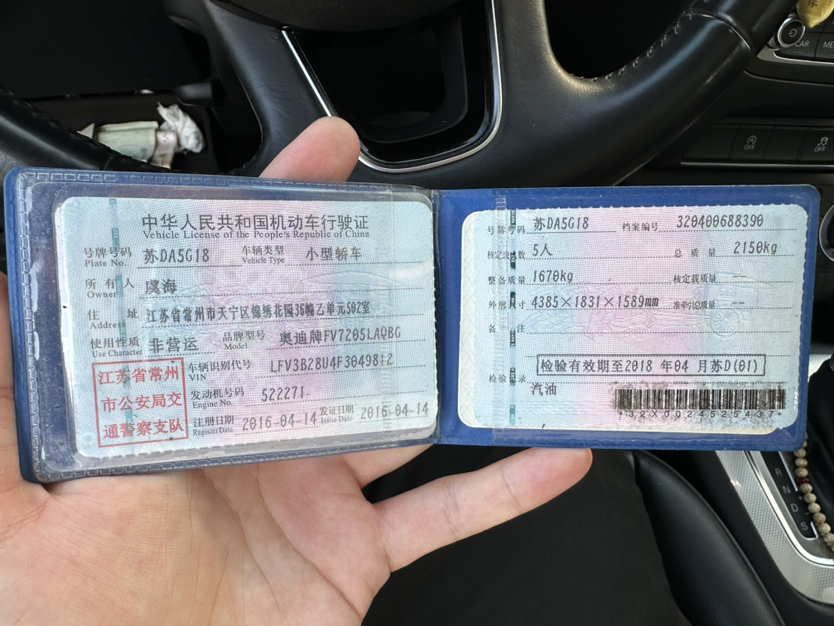 中华人民共和国机动车行驶证
Vehicle License of the People's Republic of China
号牌号码 苏DA5G18 车辆类型 小型轿车
Plate No. Vehicle Type
所有人 虞海
Owner
住址 江苏省常州市天宁区锦绣花园36幢乙单元502室
Address
使用性质 非营运 品牌型号 奥迪牌FV7205LAQBG
Use Character Model
江苏省常州
市公安局交
通警察支队
车辆识别代号 LFV3B28U4F3049812
VIN
发动机号码 522271
Engine No.
注册日期 2016-04-14 发证日期 2016-04-14
Register Date Issue Date
号牌号码 苏DA5G18 档案编号 320400688390
核定人数 5人 总质量 2150kg
整备质量 1670kg 核定载质量 --
外廓尺寸 4385×1831×1589mm 准牵引总质量 --
备注
检验有效期至2018 年04 月苏D(01)
检验记录
汽油
*32X0024525437*
CAR
OFF
OFF
R
N
D
S